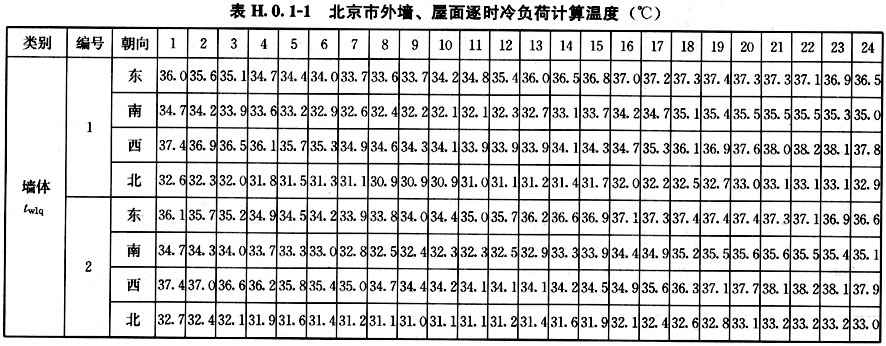 表 H.0.1-1 北京市外墙、屋面逐时冷负荷计算温度（℃）
类别 编号 朝向 1 2 3 4 5 6 7 8 9 10 11 12 13 14 15 16 17 18 19 20 21 22 23 24
墙体 twlq
1
东 36.0 35.6 35.1 34.7 34.4 34.0 33.7 33.6 33.7 34.2 34.8 35.4 36.0 36.5 36.8 37.0 37.2 37.3 37.4 37.3 37.3 37.1 36.9 36.5
南 34.7 34.2 33.9 33.6 33.2 32.9 32.6 32.4 32.2 32.1 32.1 32.3 32.7 33.1 33.7 34.2 34.7 35.1 35.4 35.5 35.5 35.5 35.3 35.0
西 37.4 36.9 36.5 36.1 35.7 35.3 34.9 34.6 34.3 34.1 33.9 33.9 33.9 34.1 34.3 34.7 35.3 36.1 36.9 37.6 38.0 38.2 38.1 37.8
北 32.6 32.3 32.0 31.8 31.5 31.3 31.1 30.9 30.9 30.9 31.0 31.1 31.2 31.4 31.7 32.0 32.2 32.5 32.7 33.0 33.1 33.1 33.1 32.9
2
东 36.1 35.7 35.2 34.9 34.5 34.2 33.9 33.8 34.0 34.4 35.0 35.7 36.2 36.6 36.9 37.1 37.3 37.4 37.4 37.4 37.3 37.1 36.9 36.6
南 34.7 34.3 34.0 33.7 33.3 33.0 32.8 32.5 32.4 32.3 32.3 32.5 32.9 33.3 33.9 34.4 34.9 35.2 35.5 35.6 35.6 35.5 35.4 35.1
西 37.4 37.0 36.6 36.2 35.8 35.4 35.0 34.7 34.4 34.2 34.1 34.1 34.1 34.2 34.5 34.9 35.6 36.3 37.1 37.7 38.1 38.2 38.1 37.9
北 32.7 32.4 32.1 31.9 31.6 31.4 31.2 31.1 31.0 31.1 31.1 31.2 31.4 31.6 31.9 32.1 32.4 32.6 32.8 33.1 33.2 33.2 33.2 33.0